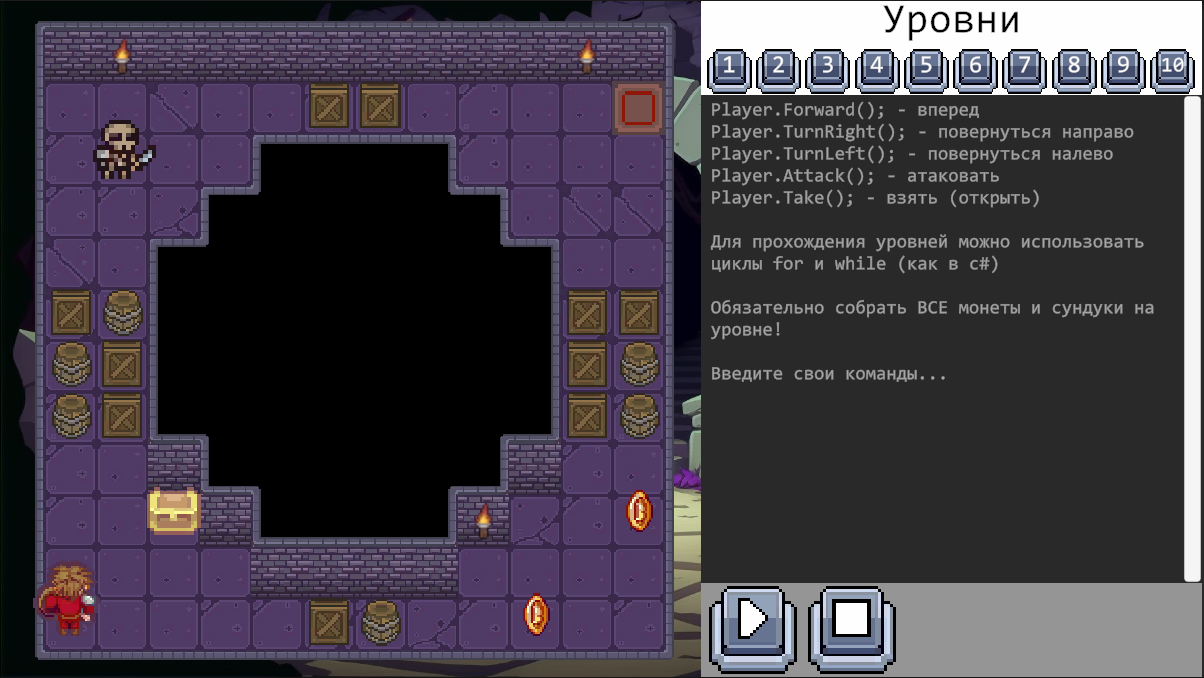 Уровни
1 2 3 4 5 6 7 8 9 10
Player.Forward(); - вперед
Player.TurnRight(); - повернуться направо
Player.TurnLeft(); - повернуться налево
Player.Attack(); - атаковать
Player.Take(); - взять (открыть)
Для прохождения уровней можно использовать
циклы for и while (как в c#)
Обязательно собрать ВСЕ монеты и сундуки на
уровне!
Введите свои команды...